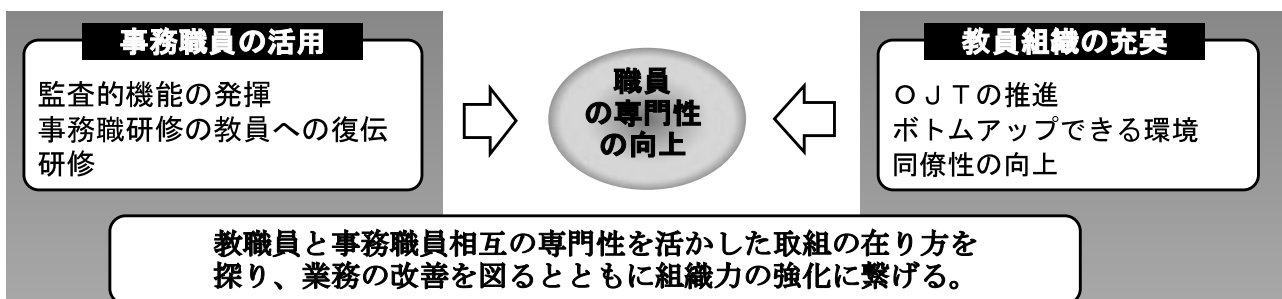 事務職員の活用
監査的機能の発揮
事務職研修の教員への復伝
研修
職員
の専門性
の向上
教員組織の充実
ＯＪＴの推進
ボトムアップできる環境
同僚性の向上
教職員と事務職員相互の専門性を活かした取組の在り方を
探り、業務の改善を図るとともに組織力の強化に繋げる。